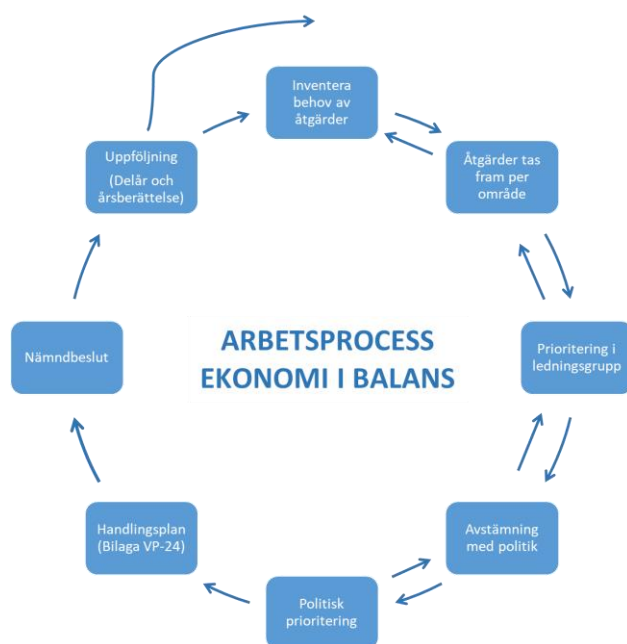 Inventera
behov av
åtgärder
Åtgärder tas
fram per
område
Prioritering i
ledningsgrupp
Avstämning
med politik
Politisk
prioritering
Handlingsplan
(Bilaga VP-24)
Nämndbeslut
Uppföljning
(Delår och
årsberättelse)
ARBETSPROCESS
EKONOMI I BALANS